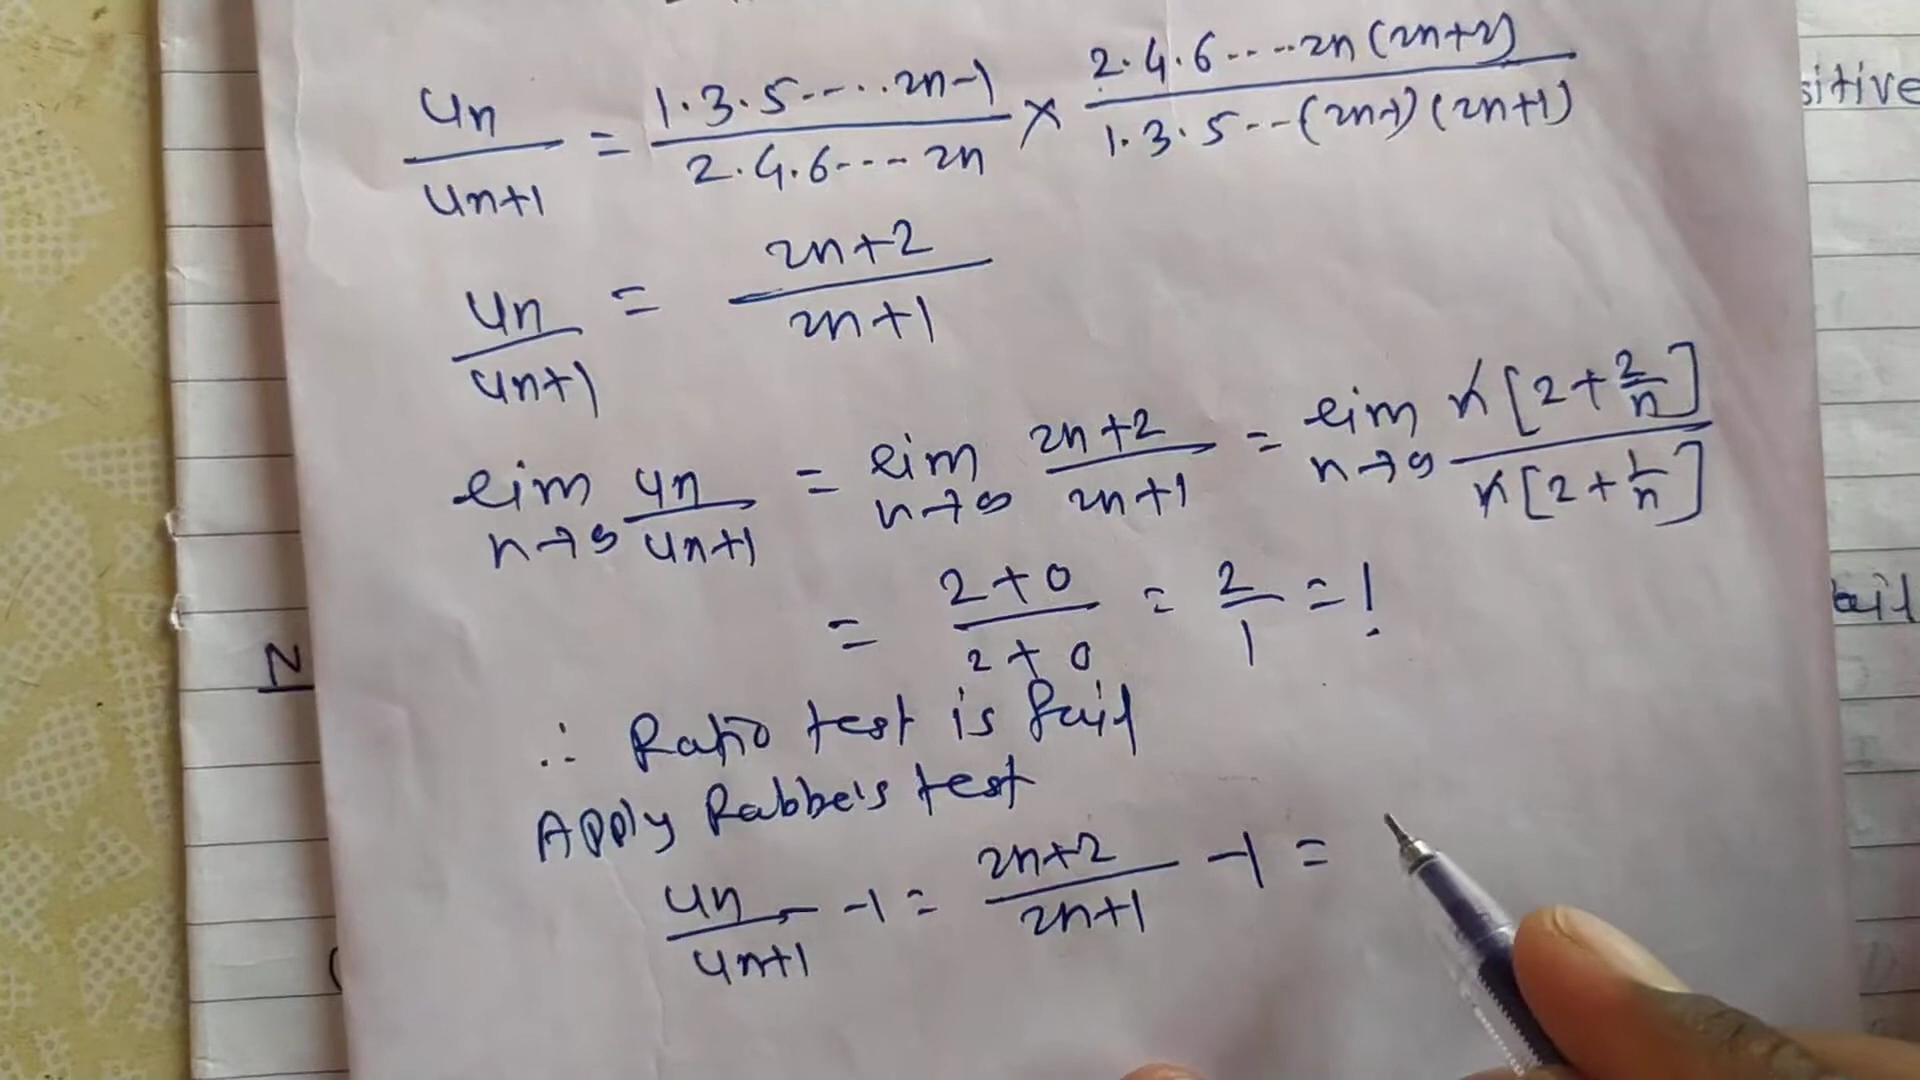 un/un+1 = 1·3·5-----2n-1/2·4·6----2n × 2·4·6----2n(2n+2)/1·3·5--(2n-1)(2n+1)
un/un+1 = 2n+2/2n+1
lim n→∞ un/un+1 = lim n→∞ 2n+2/2n+1 = lim n→∞ n[2+2/n]/n[2+1/n]
= 2+0/2+0 = 2/1 = 1.
∴ Ratio test is fail
Apply Rabbe's test
un/un+1 -1 = 2n+2/2n+1 -1 =
sitive
N